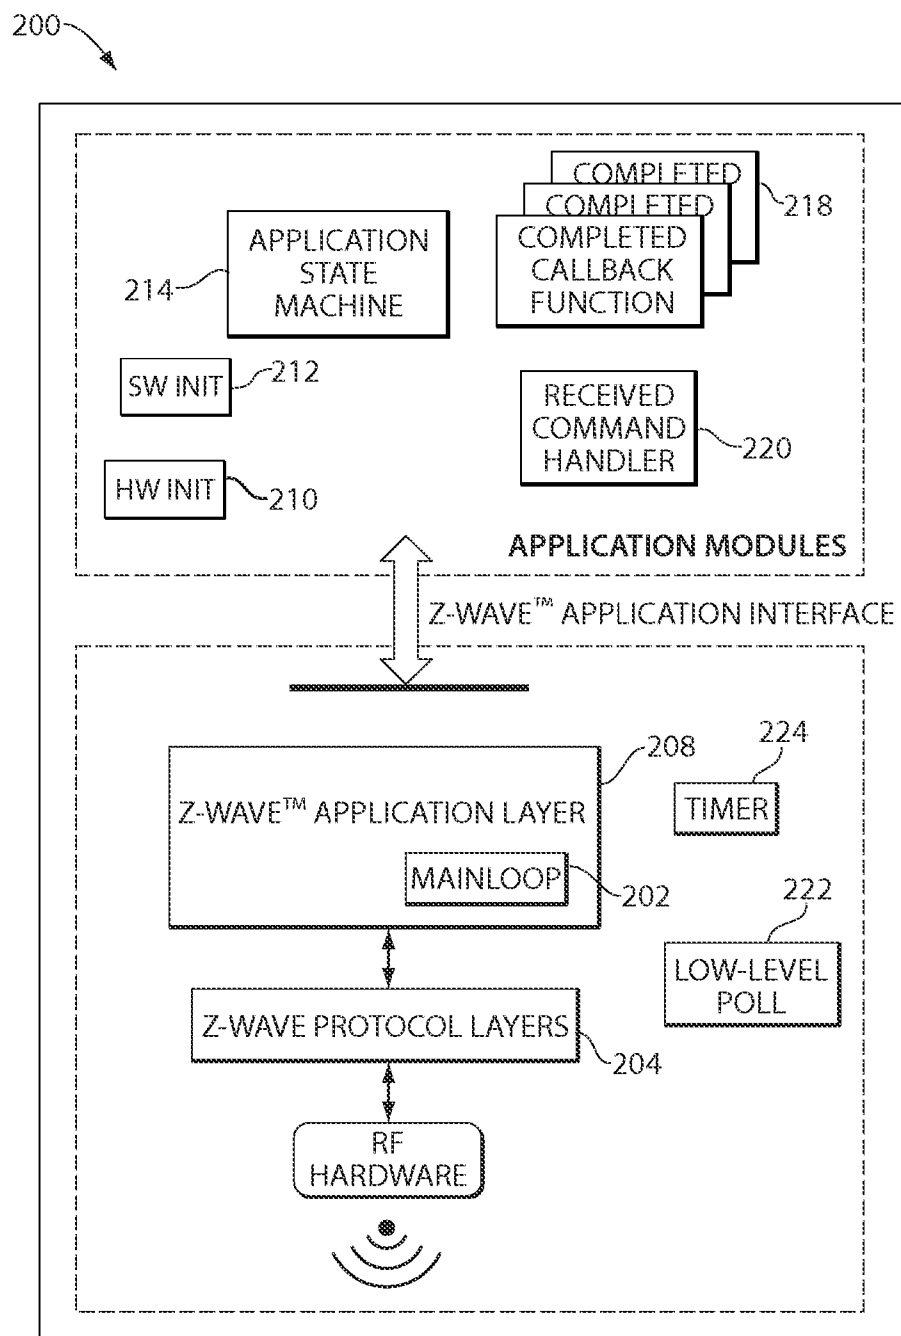 200
COMPLETED
COMPLETED
COMPLETED
CALLBACK
FUNCTION
218
APPLICATION
STATE
MACHINE
214
SW INIT
212
RECEIVED
COMMAND
HANDLER
220
HW INIT
210
APPLICATION MODULES
Z-WAVE™ APPLICATION INTERFACE
208
224
Z-WAVE™ APPLICATION LAYER
TIMER
MAINLOOP
202
222
LOW-LEVEL
POLL
Z-WAVE PROTOCOL LAYERS
204
RF
HARDWARE